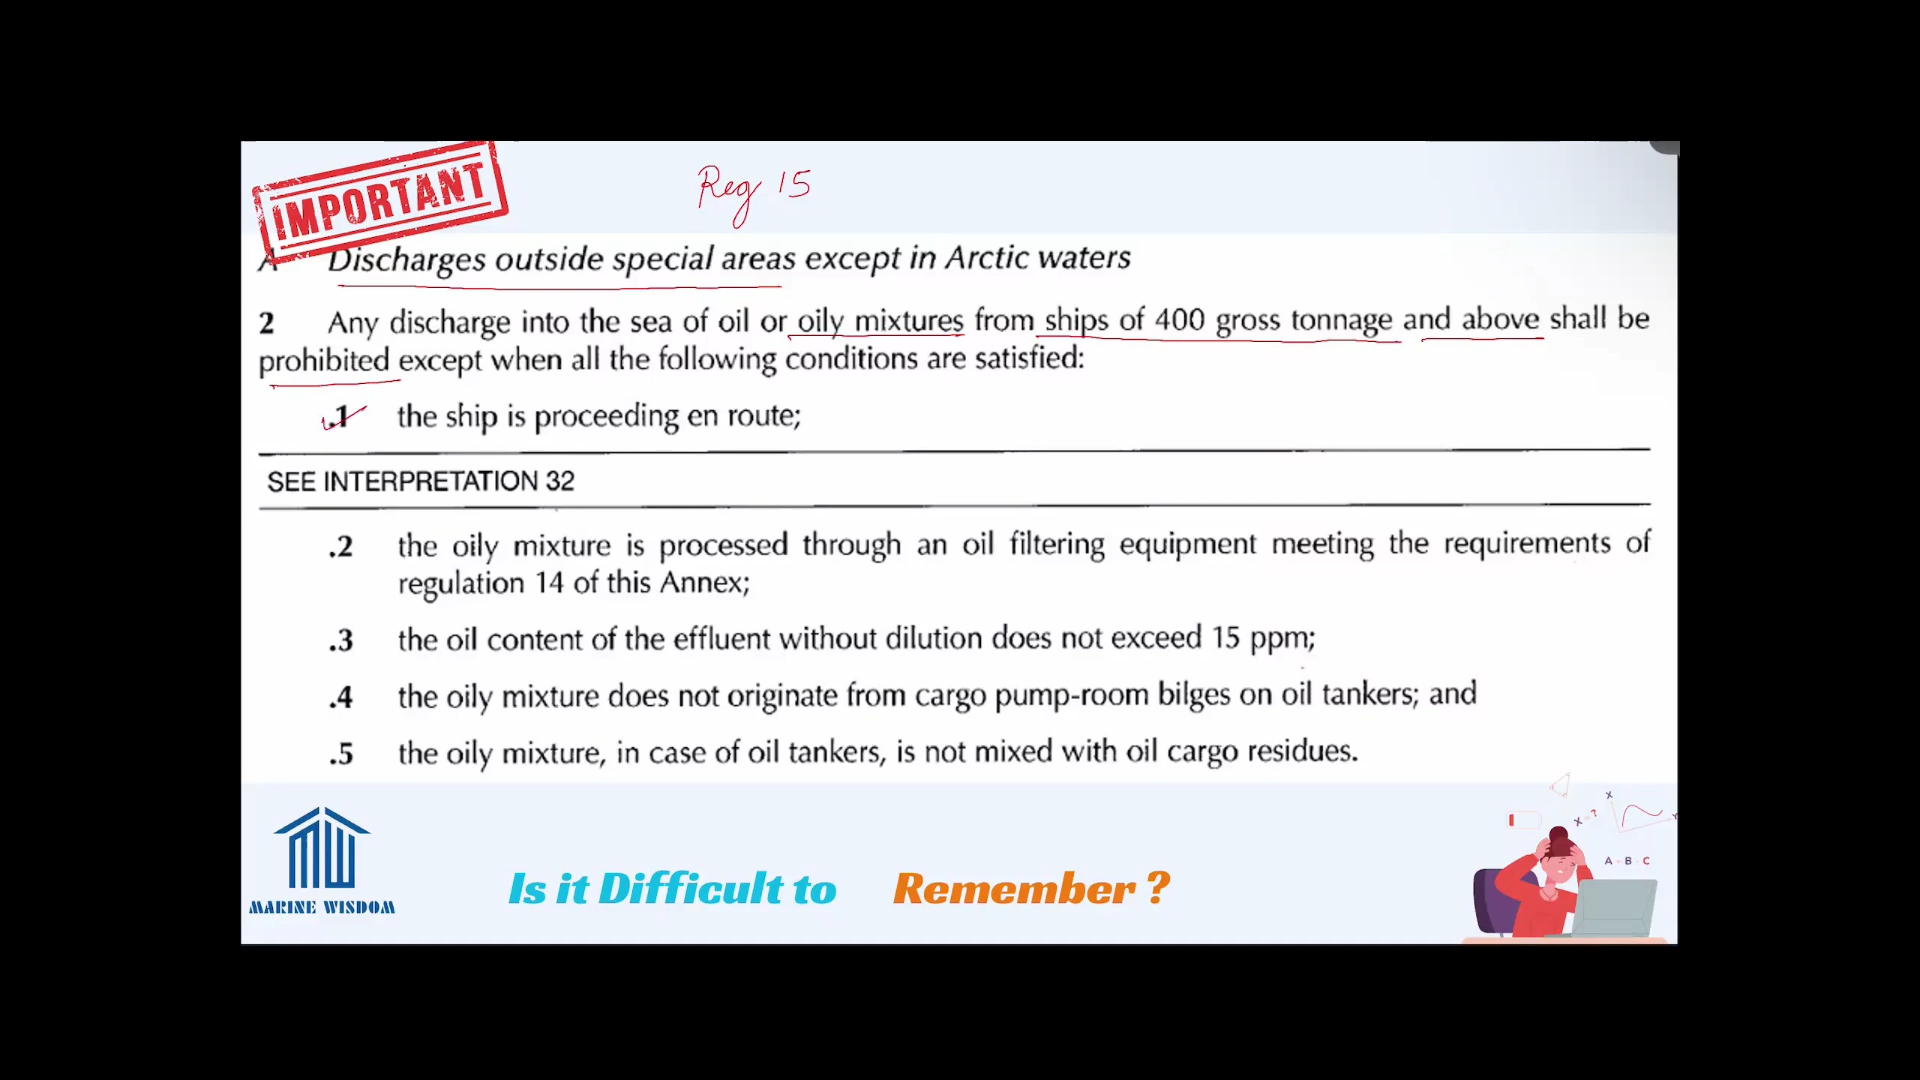 IMPORTANT
Reg 15
A Discharges outside special areas except in Arctic waters
2 Any discharge into the sea of oil or oily mixtures from ships of 400 gross tonnage and above shall be
prohibited except when all the following conditions are satisfied:
.1 the ship is proceeding en route;
SEE INTERPRETATION 32
.2 the oily mixture is processed through an oil filtering equipment meeting the requirements of
regulation 14 of this Annex;
.3 the oil content of the effluent without dilution does not exceed 15 ppm;
.4 the oily mixture does not originate from cargo pump-room bilges on oil tankers; and
.5 the oily mixture, in case of oil tankers, is not mixed with oil cargo residues.
MW
MARINE WISDOM
Is it Difficult to Remember ?
X
X=?
Y
A B C